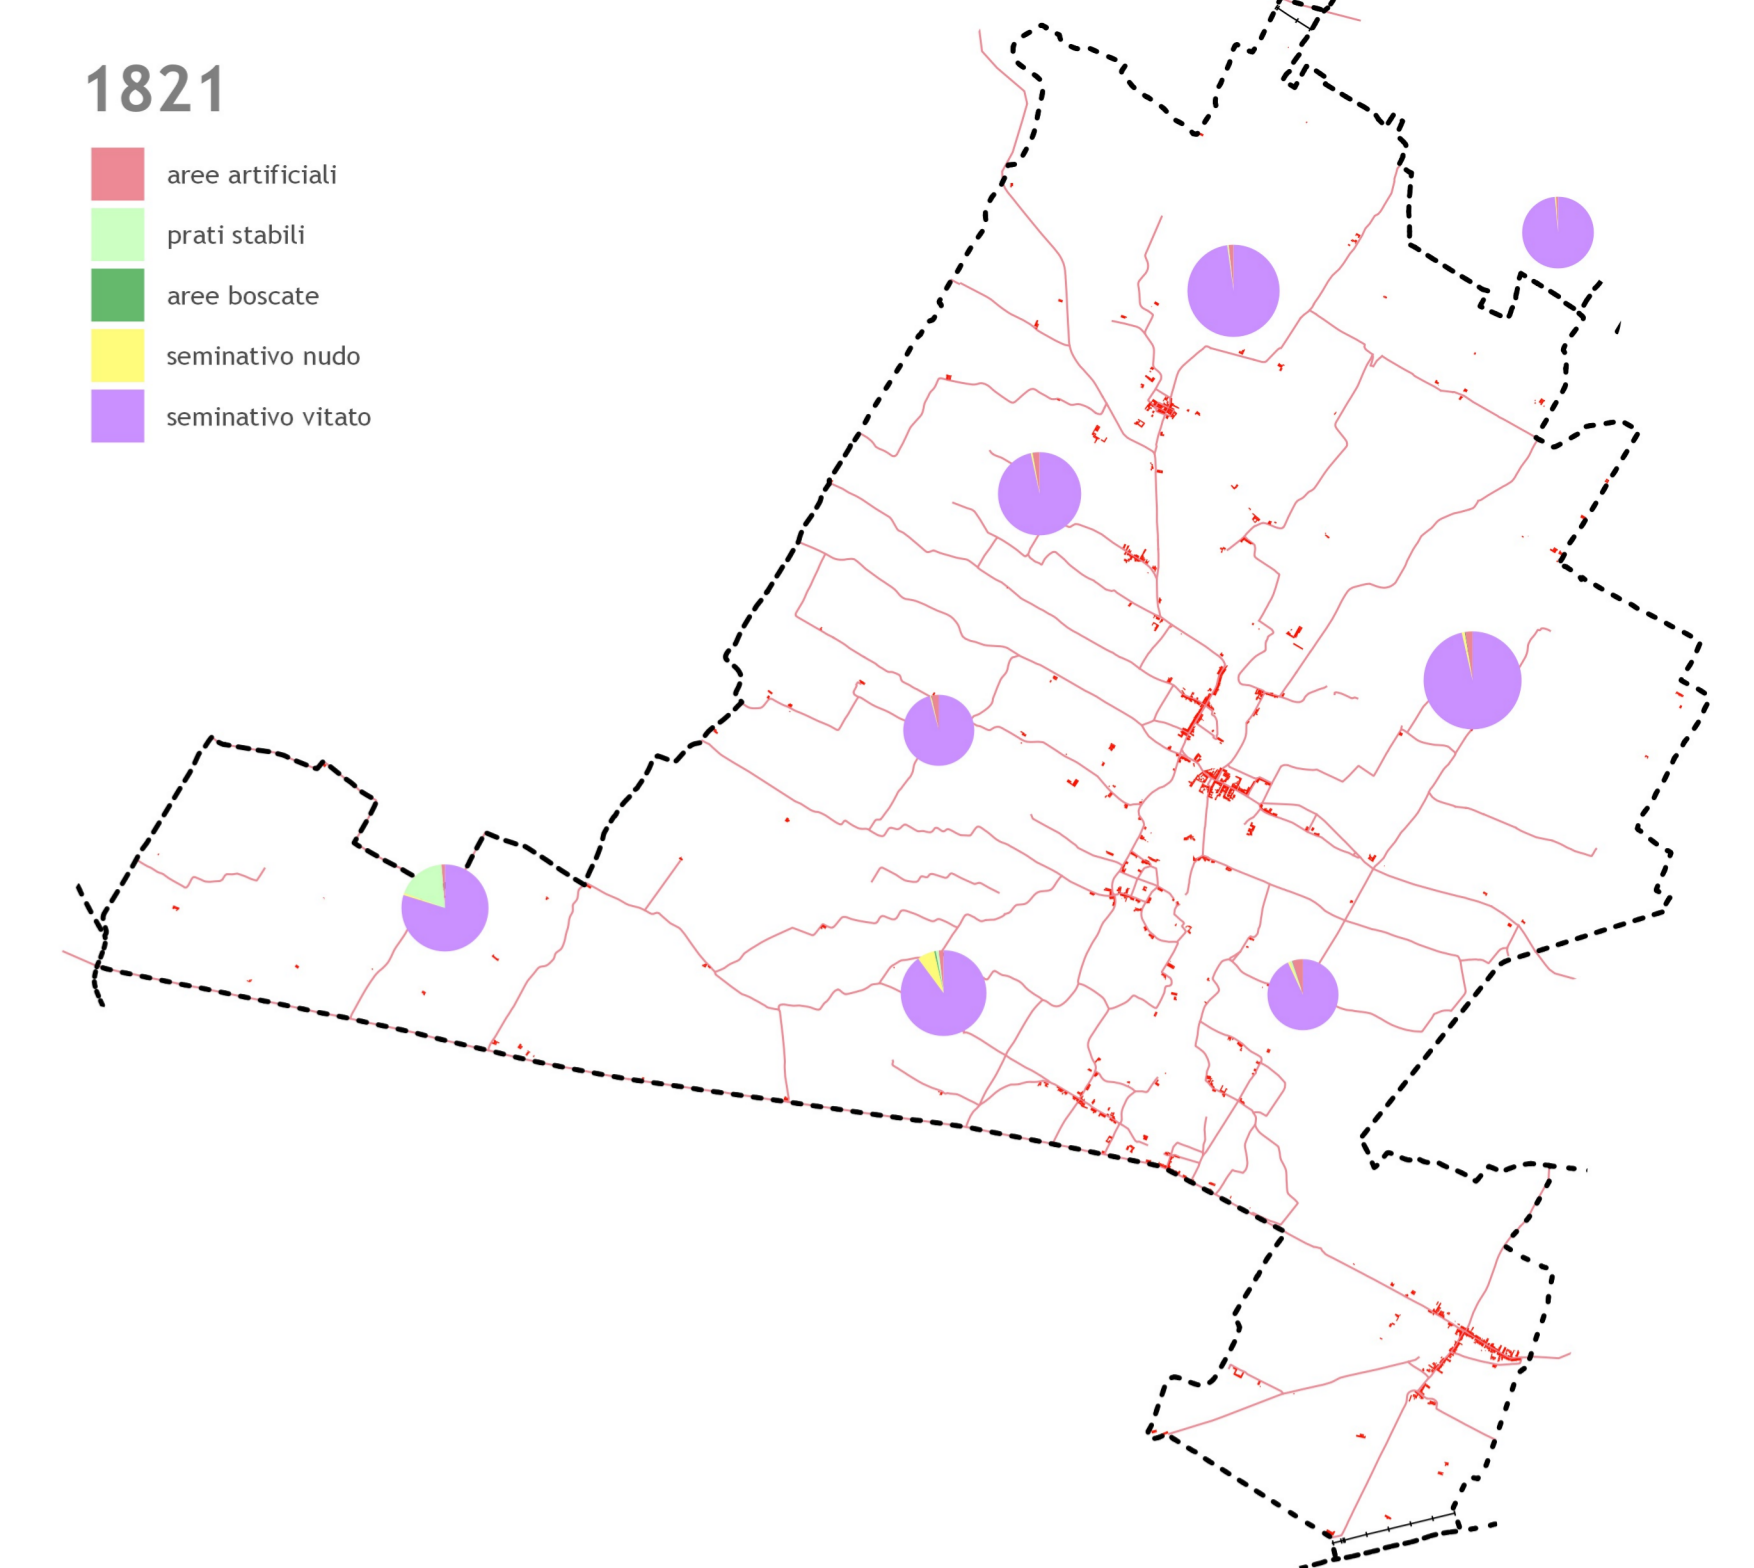 1821
aree artificiali
prati stabili
aree boscate
seminativo nudo
seminativo vitato